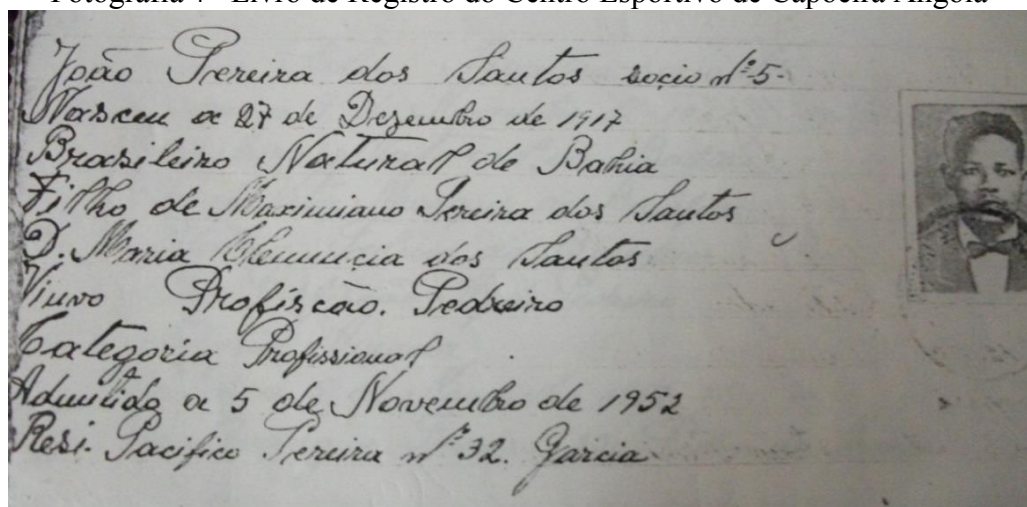 Fotografia 4 - Livro de Registro do Centro Esportivo de Capoeira Angola
João Pereira dos Santos socio nº 5-
Nasceu a 27 de Dezembro de 1917
Brasileiro Natural de Bahia
Filho de Maximiano Pereira dos Santos
D. Maria dos Santos
Viuvo Profiscão. Pedreiro
Categoria Profissional
Admitido a 5 de Novembro de 1952
Resi. Pacifico Pereira nº 32. Garcia